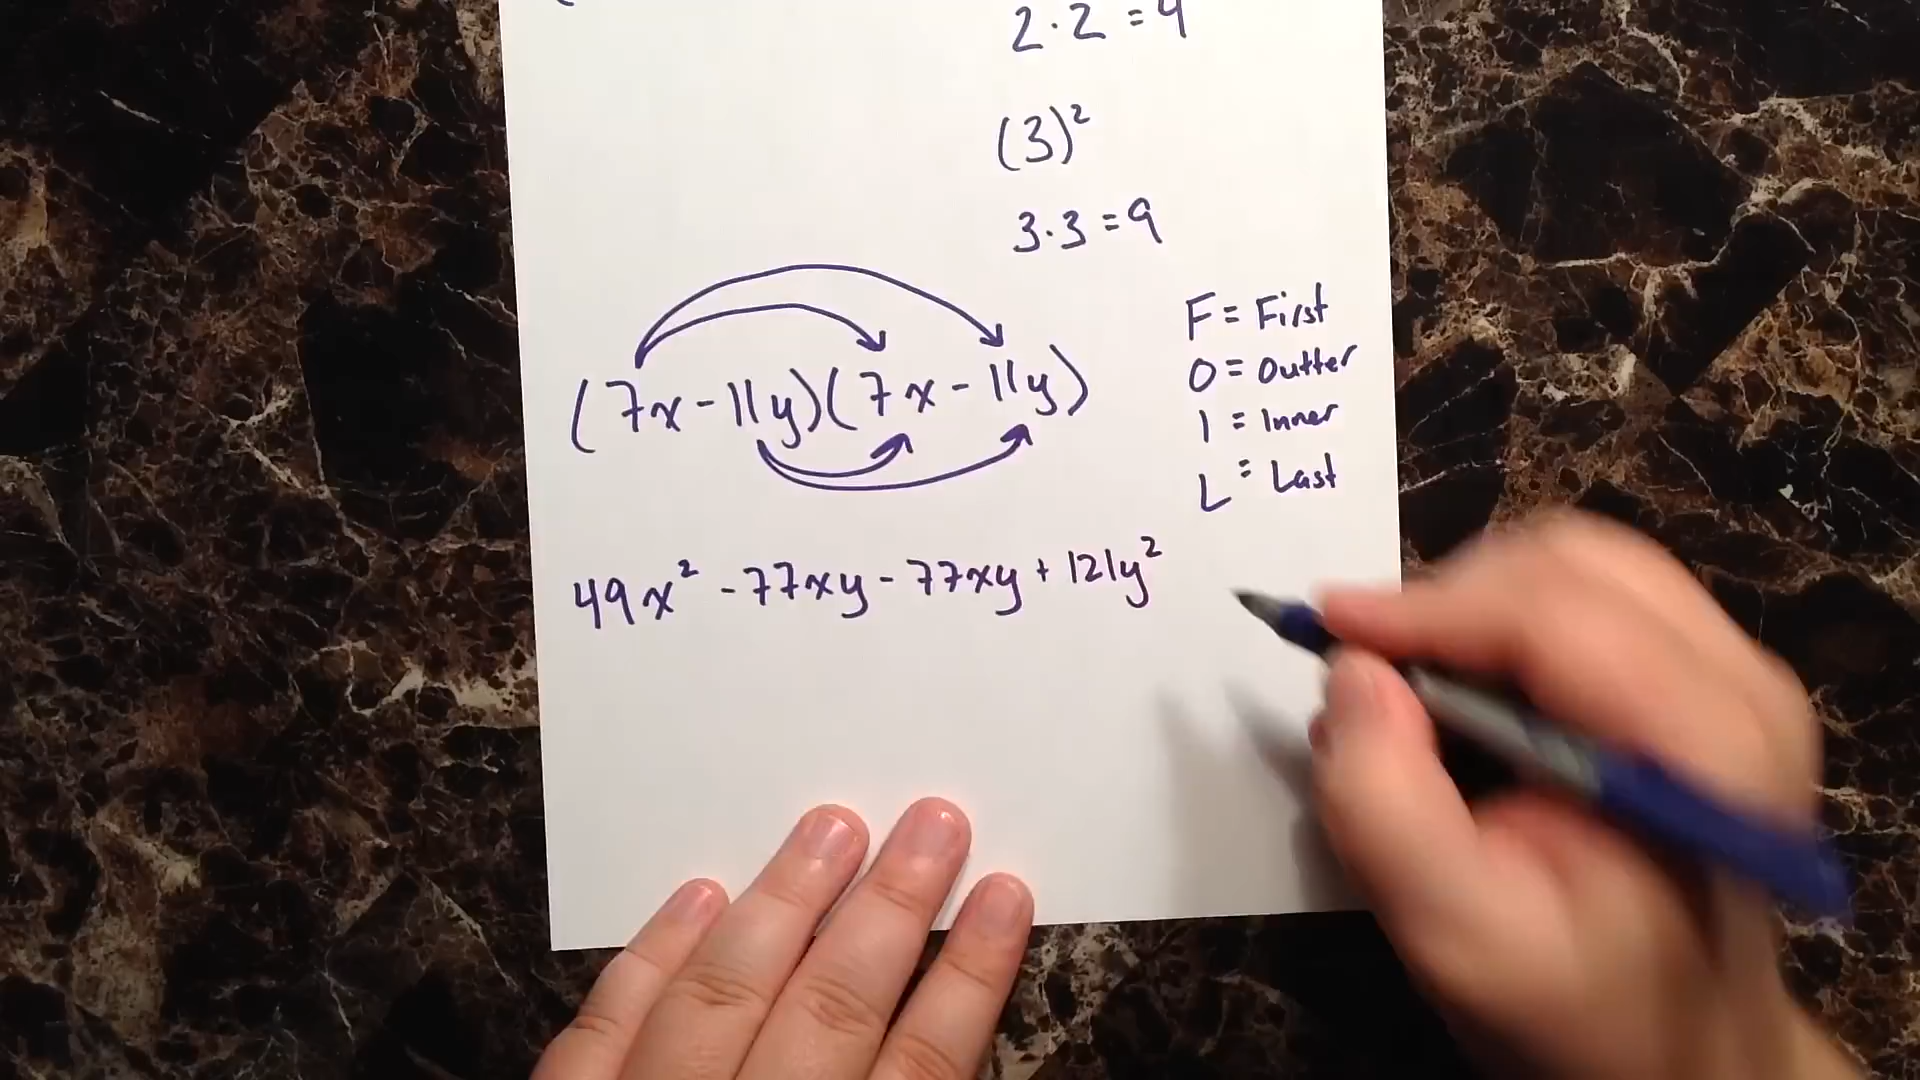 2·2=4
(3)²
3·3=9
(7x-11y)(7x-11y)
F = First
O = Outter
I = Inner
L = Last
49x² -77xy - 77xy + 121y²